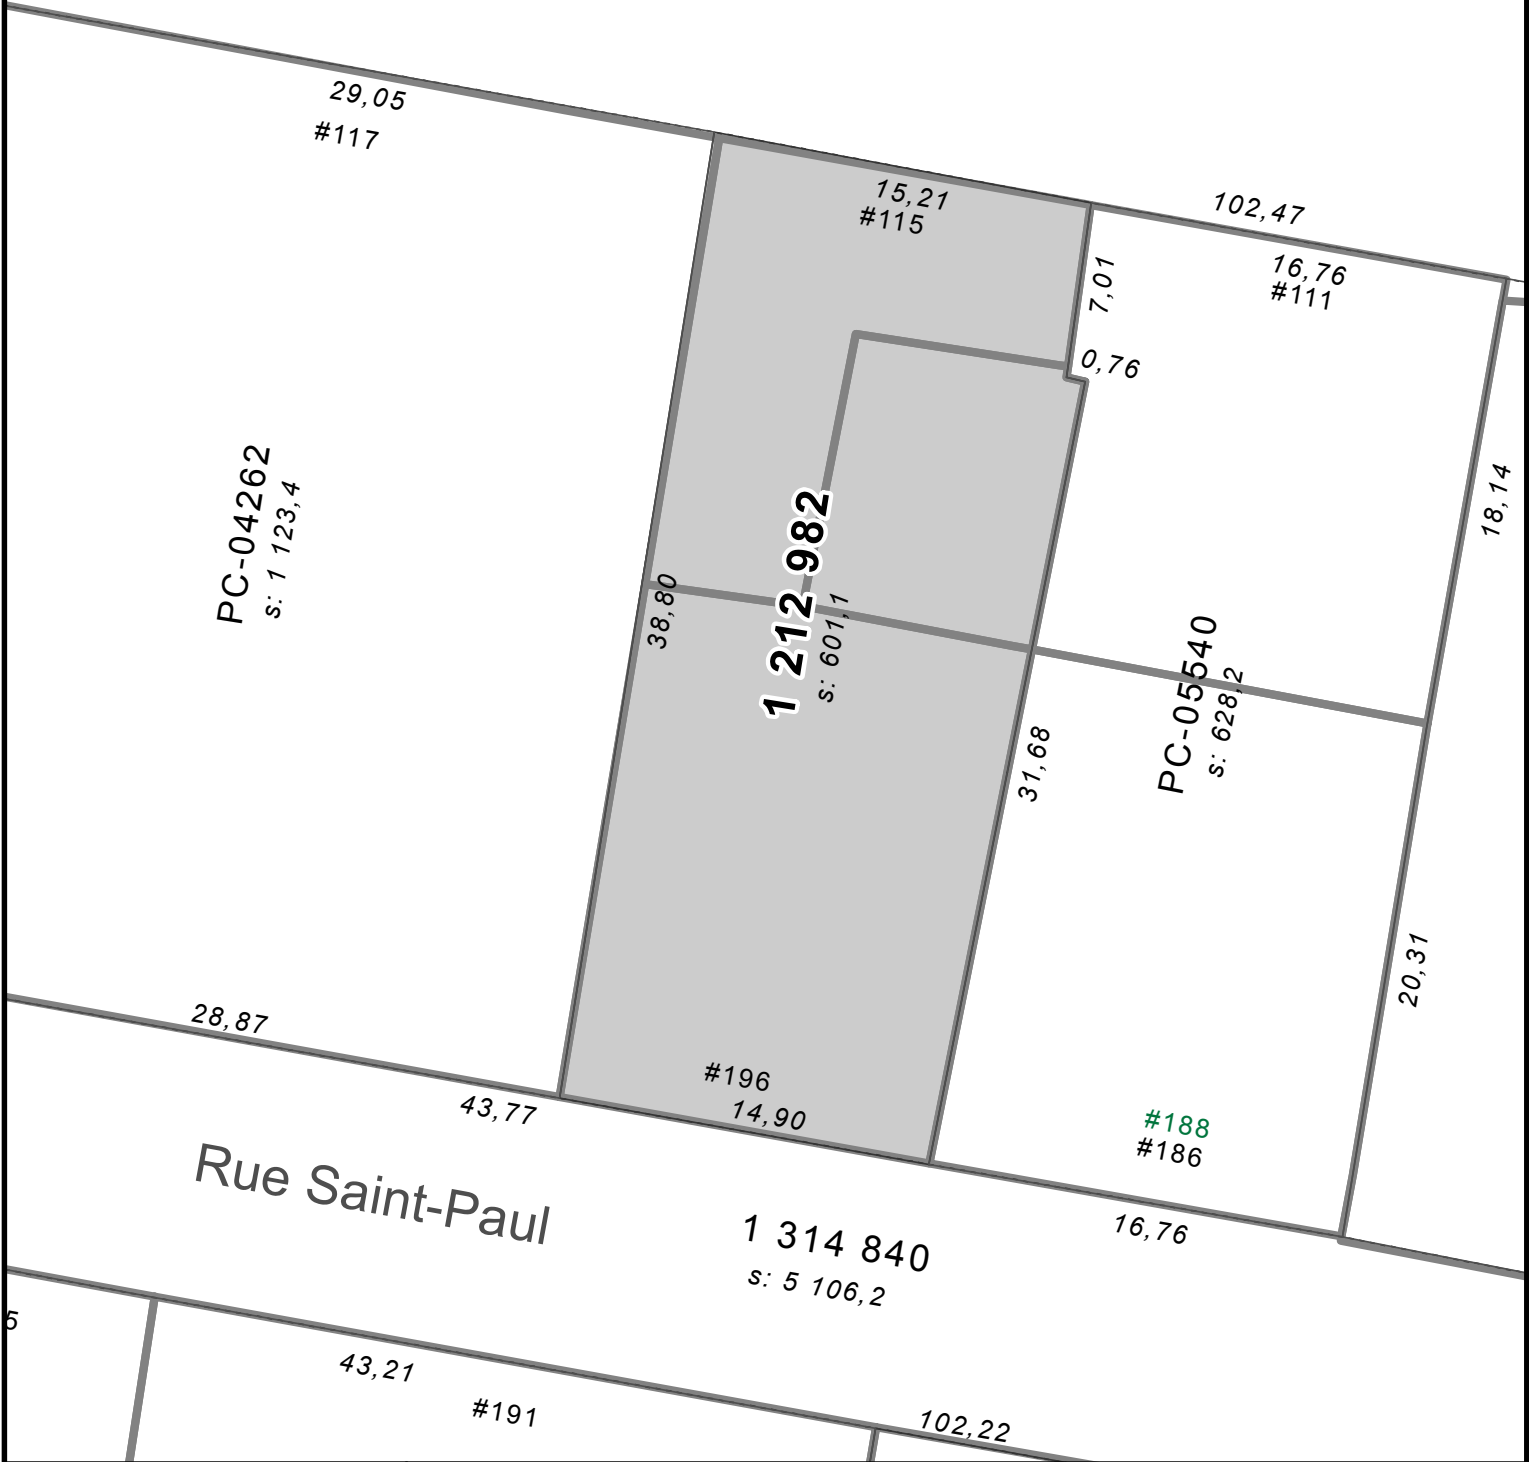 29,05
#117
15,21
#115
102,47
16,76
#111
7,01
0,76
PC-04262
s: 1 123,4
18,14
1 212 982
s: 601,1
38,80
PC-05540
s: 628,2
31,68
20,31
28,87
43,77
#196
14,90
#188
#186
16,76
Rue Saint-Paul
1 314 840
s: 5 106,2
5
43,21
#191
102,22